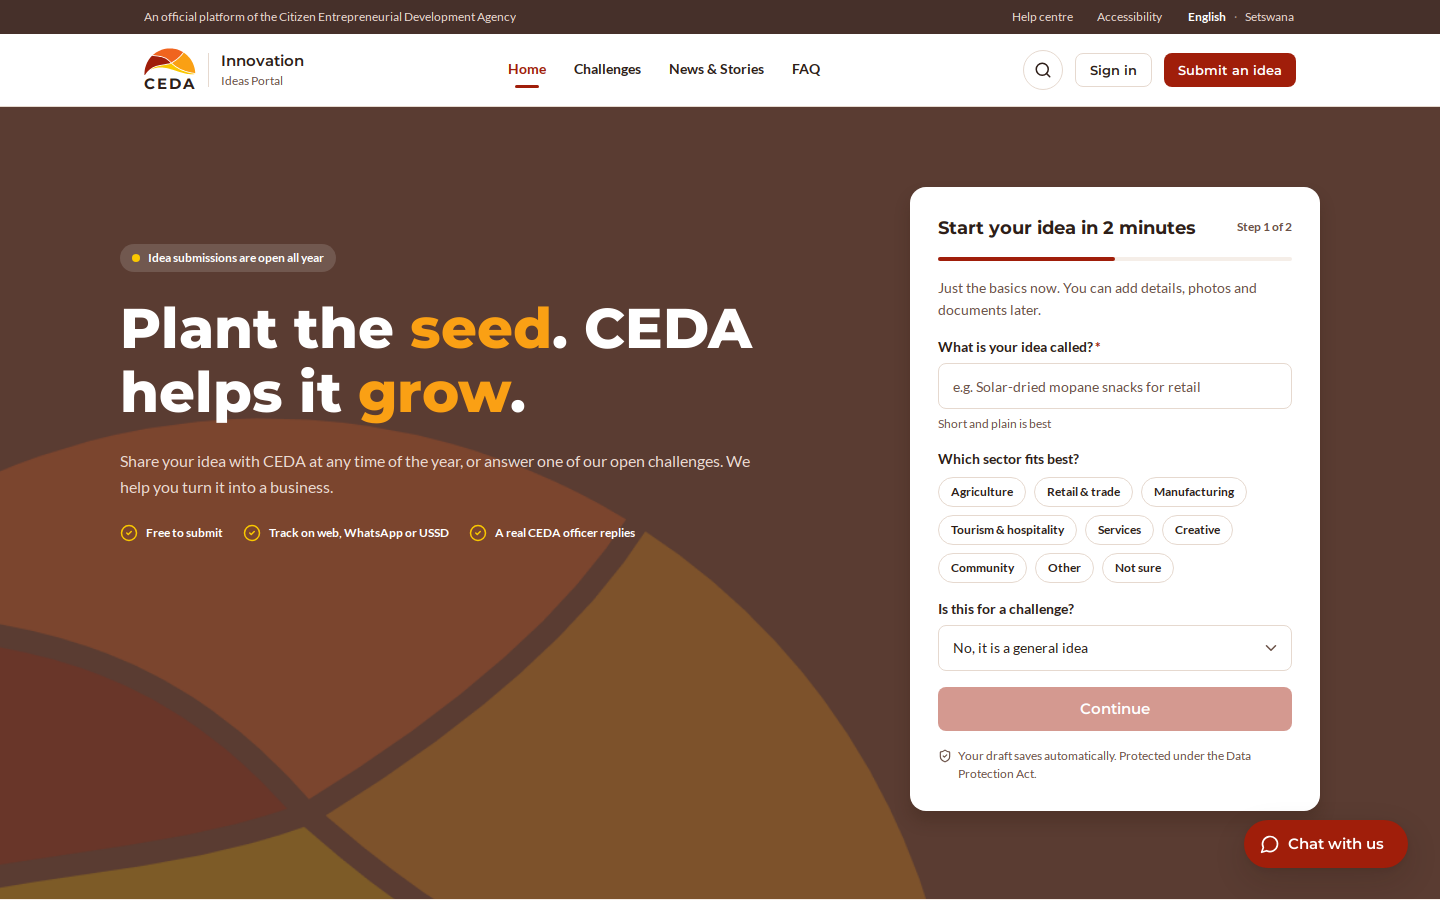 An official platform of the Citizen Entrepreneurial Development Agency
Help centre
Accessibility
English · Setswana
CEDA
Innovation
Ideas Portal
Home
Challenges
News & Stories
FAQ
Sign in
Submit an idea
Idea submissions are open all year
Plant the seed. CEDA
helps it grow.
Share your idea with CEDA at any time of the year, or answer one of our open challenges. We
help you turn it into a business.
Free to submit
Track on web, WhatsApp or USSD
A real CEDA officer replies
Start your idea in 2 minutes
Step 1 of 2
Just the basics now. You can add details, photos and
documents later.
What is your idea called? *
e.g. Solar-dried mopane snacks for retail
Short and plain is best
Which sector fits best?
Agriculture
Retail & trade
Manufacturing
Tourism & hospitality
Services
Creative
Community
Other
Not sure
Is this for a challenge?
No, it is a general idea
Continue
Your draft saves automatically. Protected under the Data
Protection Act.
Chat with us